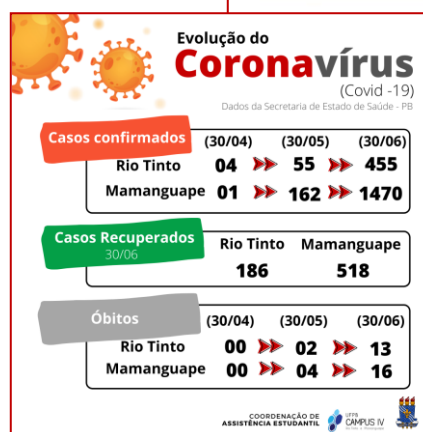 Evolução do
Coronavírus
(Covid -19)
Dados da Secretaria de Estado de Saúde - PB
Casos confirmados (30/04) (30/05) (30/06)
Rio Tinto 04 55 455
Mamanguape 01 162 1470
Casos Recuperados
30/06
Rio Tinto Mamanguape
186 518
Óbitos (30/04) (30/05) (30/06)
Rio Tinto 00 02 13
Mamanguape 00 04 16
COORDENAÇÃO DE
ASSISTÊNCIA ESTUDANTIL
UFPB
CAMPUS IV